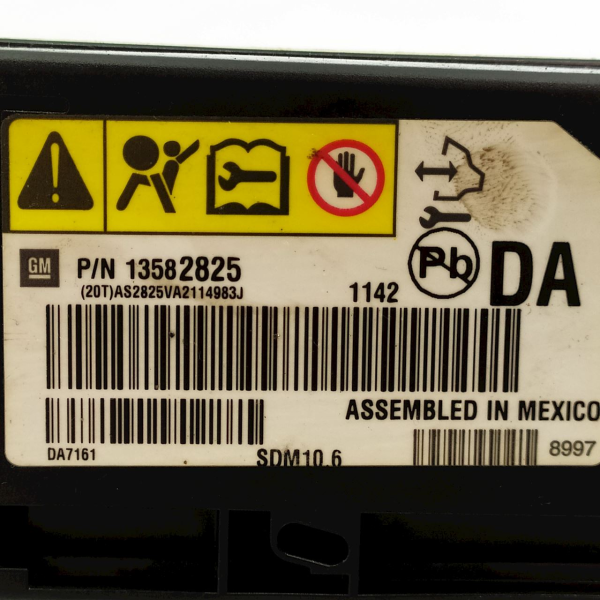 GM
P/N 13582825
(20T)AS2825VA2114983J
1142
Pb
DA
ASSEMBLED IN MEXICO
DA7161
SDM10.6
8997